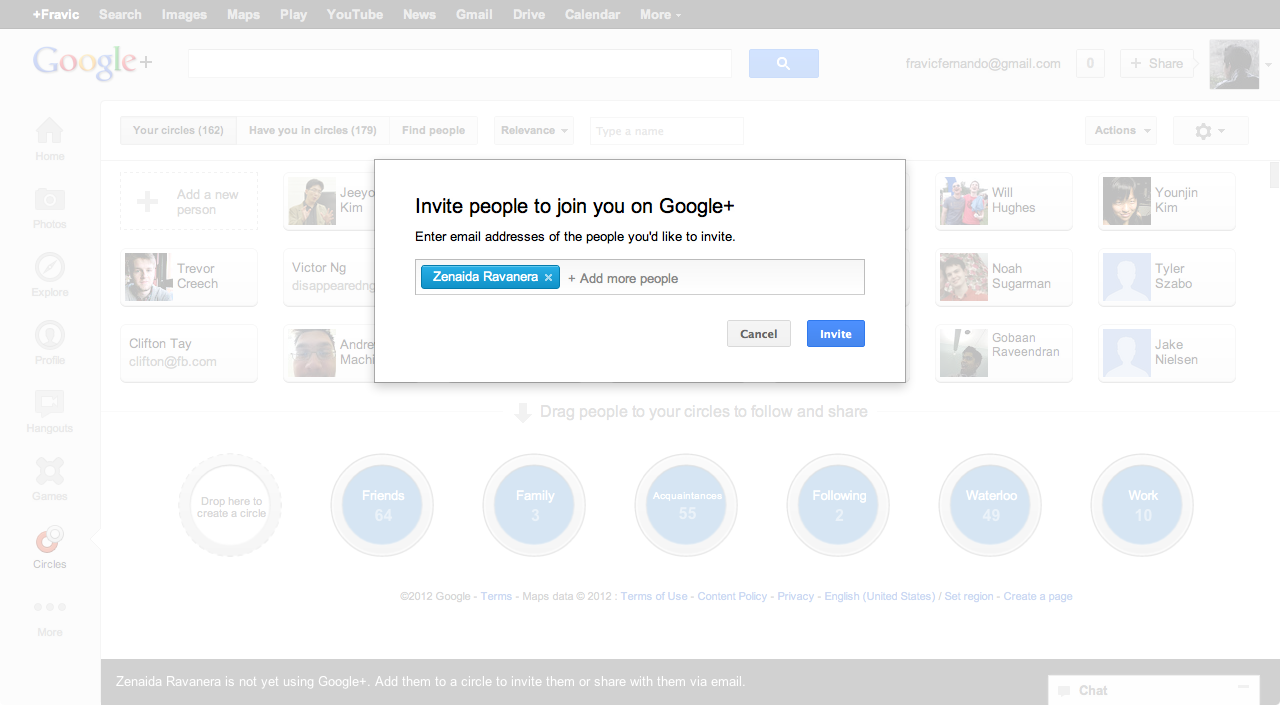 +Fravic Search Images Maps Play YouTube News Gmail Drive Calendar More
Google+
fravicfernando@gmail.com 0 + Share
Your circles (162) Have you in circles (179) Find people Relevance Type a name Actions
Home
Photos
Explore
Profile
Hangouts
Games
Circles
More
Add a new
person
Jeeyo
Kim
Will
Hughes
Younjin
Kim
Trevor
Creech
Victor Ng
disappearedng
Noah
Sugarman
Tyler
Szabo
Clifton Tay
clifton@fb.com
Andre
Machi
Gobaan
Raveendran
Jake
Nielsen
Invite people to join you on Google+
Enter email addresses of the people you'd like to invite.
Zenaida Ravanera × + Add more people
Cancel Invite
Drag people to your circles to follow and share
Drop here to
create a circle
Friends
64
Family
3
Acquaintances
55
Following
2
Waterloo
49
Work
10
©2012 Google - Terms - Maps data © 2012 : Terms of Use - Content Policy - Privacy - English (United States) / Set region - Create a page
Zenaida Ravanera is not yet using Google+. Add them to a circle to invite them or share with them via email.
Chat